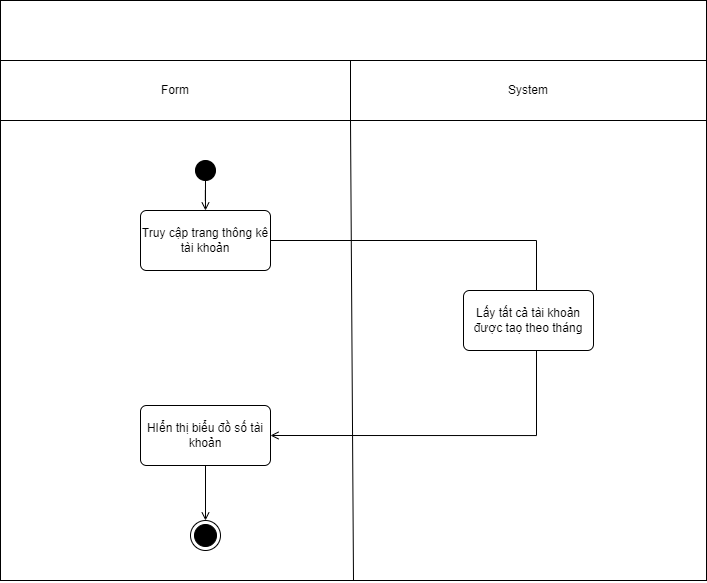 Form
System
Truy cập trang thông kê
tài khoản
Lấy tất cả tài khoản
được taọ theo tháng
HIển thị biểu đồ số tài
khoản